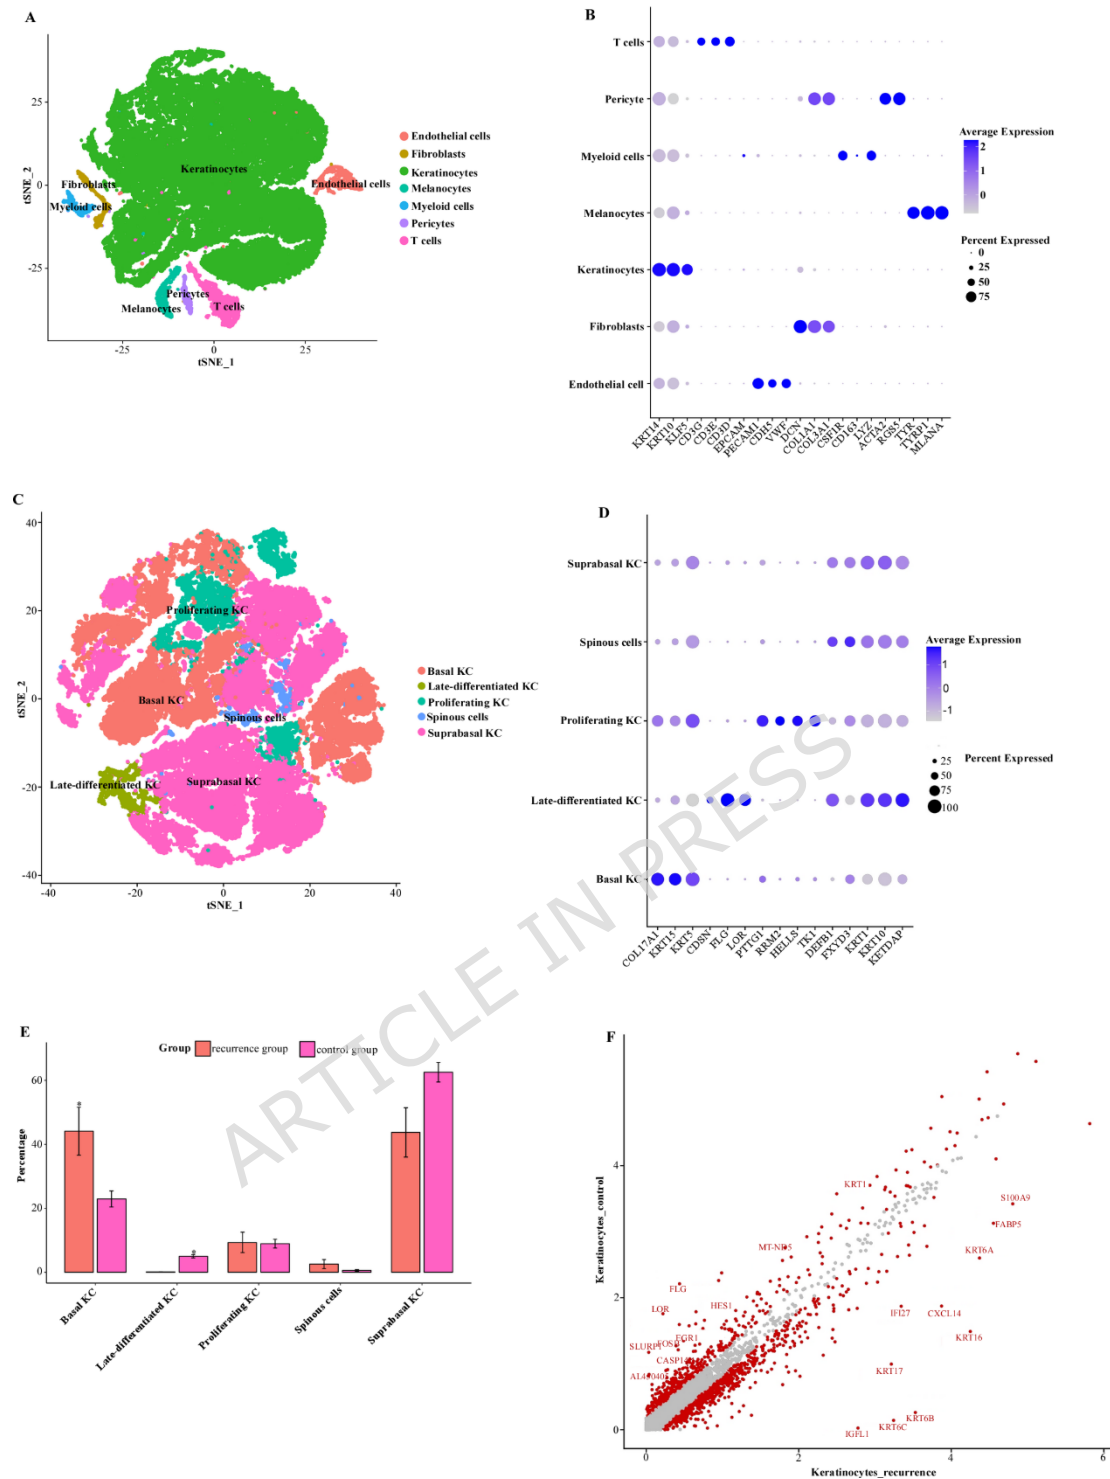 A
25
0
-25
tSNE_2
-25
0
25
tSNE_1
Keratinocytes
Fibroblasts
Myeloid cells
Endothelial cells
Pericytes
Melanocytes
T cells
Endothelial cells
Fibroblasts
Keratinocytes
Melanocytes
Myeloid cells
Pericytes
T cells
B
T cells
Pericyte
Myeloid cells
Melanocytes
Keratinocytes
Fibroblasts
Endothelial cell
KRT14
KRT10
KLF5
CD3G
CD3E
CD3D
EPCAM
PECAM1
CDH5
VWF
DCN
COL1A1
COL3A1
CSF1R
CD163
LYZ
ACTA2
RGS5
TYR
TYRP1
MLANA
Average Expression
2
1
0
Percent Expressed
0
25
50
75
C
40
20
0
-20
-40
tSNE_2
-40
-20
0
20
40
tSNE_1
Proliferating KC
Basal KC
Spinous cells
Late-differentiated KC
Suprabasal KC
Basal KC
Late-differentiated KC
Proliferating KC
Spinous cells
Suprabasal KC
D
Suprabasal KC
Spinous cells
Proliferating KC
Late-differentiated KC
Basal KC
COL17A1
KRT15
KRT5
CDSN
FLG
LOR
PTTG1
RRM2
HELLS
TK1
DEFB1
FXYD3
KRT1
KRT10
KETDAP
Average Expression
1
0
-1
Percent Expressed
25
50
75
100
E
Group
recurrence group
control group
Percentage
60
40
20
0
Basal KC
Late-differentiated KC
Proliferating KC
Spinous cells
Suprabasal KC
F
Keratinocytes_control
4
2
0
0
2
4
6
Keratinocytes_recurrence
KRT1
S100A9
FABP5
MT-ND5
KRT6A
FLG
LOR
HES1
IFI27
CXCL14
KRT16
EGR1
SLURP1
KRT17
KRT6B
KRT6C
IGFL1
ARTICLE IN PRESS